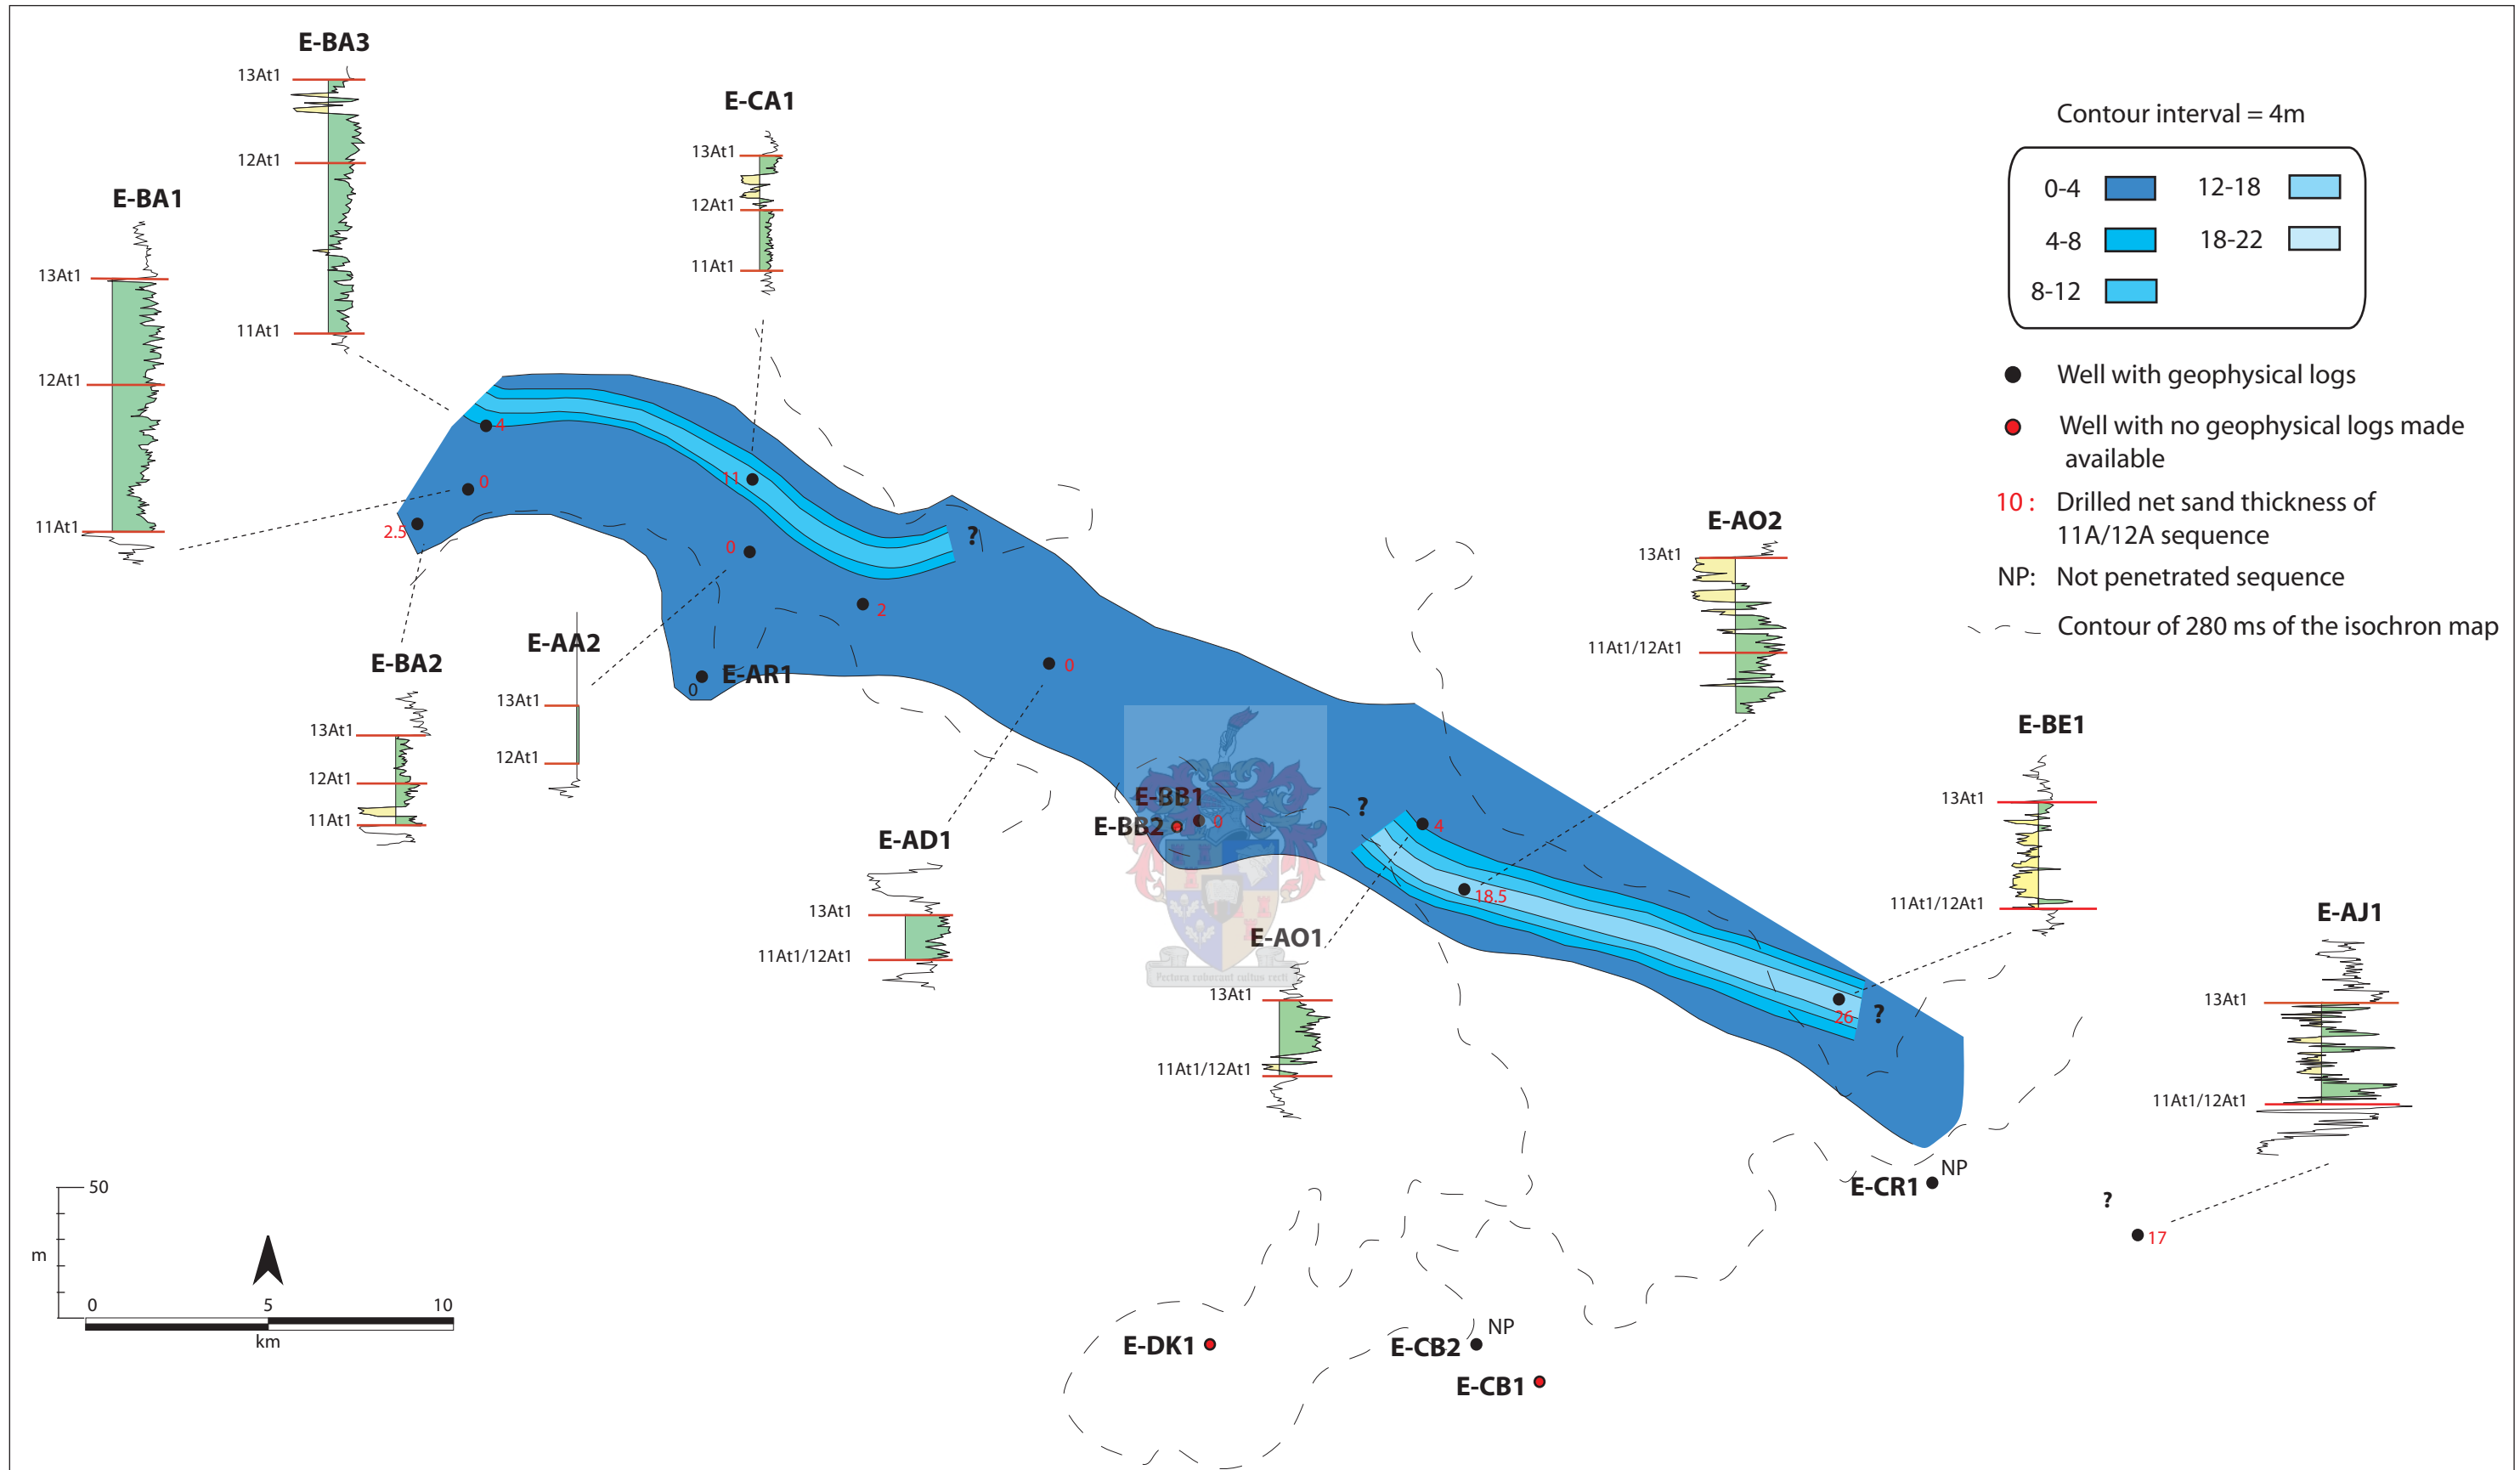 E-BA3
13At1
12At1
11At1
E-CA1
13At1
12At1
11At1
E-BA1
13At1
12At1
11At1
Contour interval = 4m
0-4
12-18
4-8
18-22
8-12
Well with geophysical logs
Well with no geophysical logs made
available
10 :
Drilled net sand thickness of
11A/12A sequence
NP:
Not penetrated sequence
Contour of 280 ms of the isochron map
4
0
2.5
11
?
0
2
0
E-AR1
0
E-BA2
13At1
12At1
11At1
E-AA2
13At1
12At1
E-AD1
13At1
11At1/12At1
E-BB1
E-BB2
0
?
4
18.5
26
?
E-AO2
13At1
11At1/12At1
E-AO1
13At1
11At1/12At1
Pectora roborant cultus recti
E-BE1
13At1
11At1/12At1
E-AJ1
13At1
11At1/12At1
NP
E-CR1
?
17
50
m
0
5
10
km
E-DK1
NP
E-CB2
E-CB1